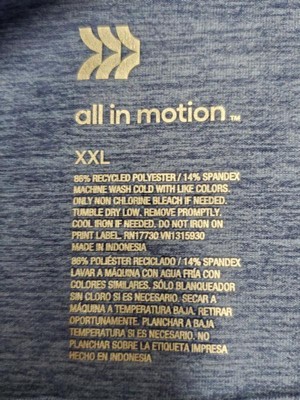 all in motion™
XXL
86% RECYCLED POLYESTER / 14% SPANDEX
MACHINE WASH COLD WITH LIKE COLORS.
ONLY NON CHLORINE BLEACH IF NEEDED.
TUMBLE DRY LOW. REMOVE PROMPTLY.
COOL IRON IF NEEDED. DO NOT IRON ON
PRINT LABEL. RN17730 VN1315930
MADE IN INDONESIA
86% POLIÉSTER RECICLADO / 14% SPANDEX
LAVAR A MÁQUINA CON AGUA FRÍA CON
COLORES SIMILARES. SÓLO BLANQUEADOR
SIN CLORO SI ES NECESARIO. SECAR A
MÁQUINA A TEMPERATURA BAJA. RETIRAR
OPORTUNAMENTE. PLANCHAR A BAJA
TEMPERATURA SI ES NECESARIO. NO
PLANCHAR SOBRE LA ETIQUETA IMPRESA
HECHO EN INDONESIA